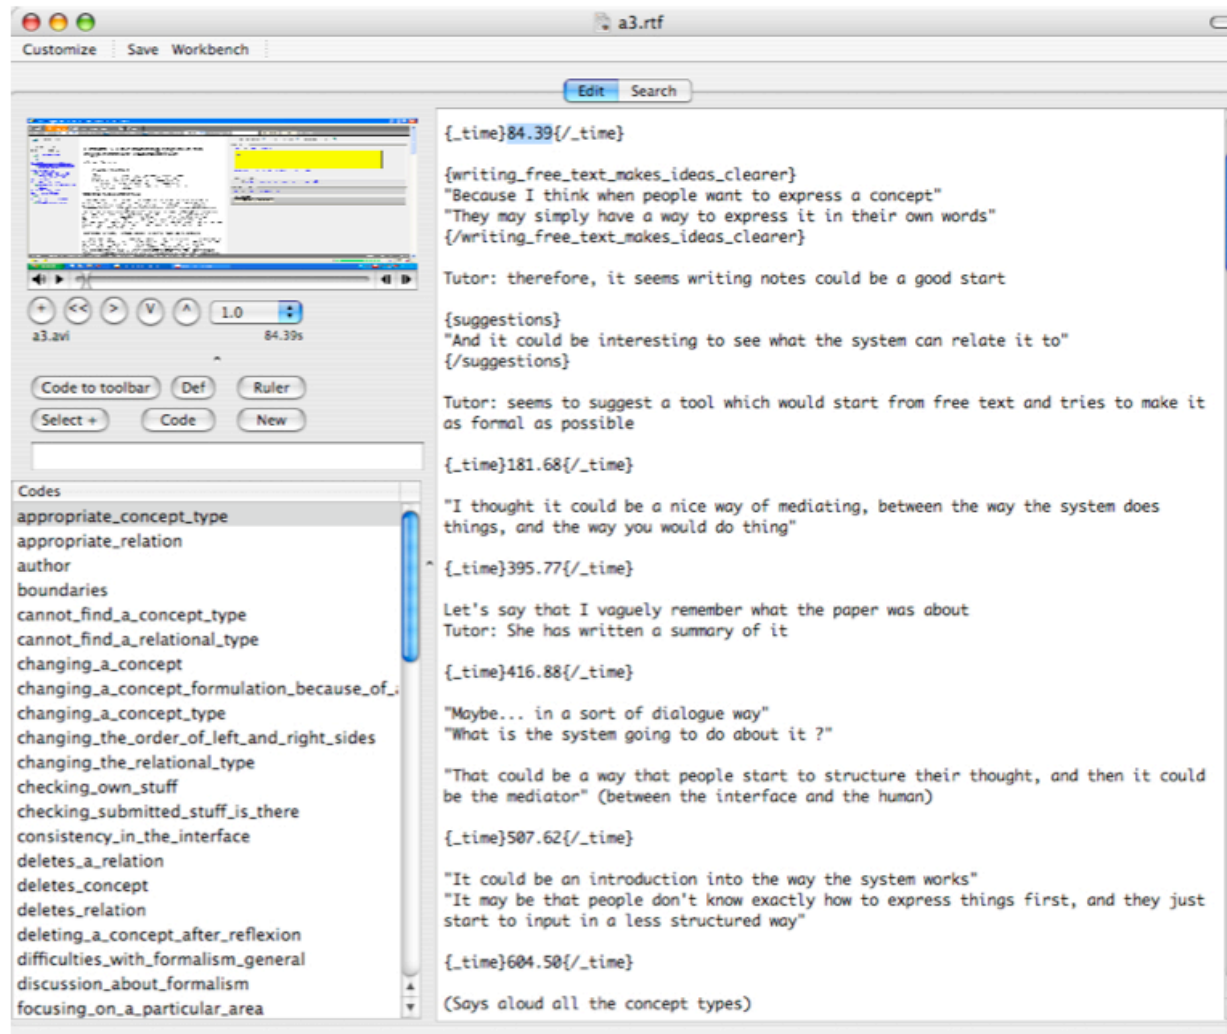 a3.rtf
Customize Save Workbench
Edit Search
+ << > V ^ 1.0
a3.avi 84.39s
Code to toolbar Def Ruler
Select + Code New
Codes
appropriate_concept_type
appropriate_relation
author
boundaries
cannot_find_a_concept_type
cannot_find_a_relational_type
changing_a_concept
changing_a_concept_formulation_because_of_
changing_a_concept_type
changing_the_order_of_left_and_right_sides
changing_the_relational_type
checking_own_stuff
checking_submitted_stuff_is_there
consistency_in_the_interface
deletes_a_relation
deletes_concept
deletes_relation
deleting_a_concept_after_reflexion
difficulties_with_formalism_general
discussion_about_formalism
focusing_on_a_particular_area
{_time}84.39{/_time}
{writing_free_text_makes_ideas_clearer}
"Because I think when people want to express a concept"
"They may simply have a way to express it in their own words"
{/writing_free_text_makes_ideas_clearer}
Tutor: therefore, it seems writing notes could be a good start
{suggestions}
"And it could be interesting to see what the system can relate it to"
{/suggestions}
Tutor: seems to suggest a tool which would start from free text and tries to make it
as formal as possible
{_time}181.68{/_time}
"I thought it could be a nice way of mediating, between the way the system does
things, and the way you would do thing"
{_time}395.77{/_time}
Let's say that I vaguely remember what the paper was about
Tutor: She has written a summary of it
{_time}416.88{/_time}
"Maybe... in a sort of dialogue way"
"What is the system going to do about it ?"
"That could be a way that people start to structure their thought, and then it could
be the mediator" (between the interface and the human)
{_time}507.62{/_time}
"It could be an introduction into the way the system works"
"It may be that people don't know exactly how to express things first, and they just
start to input in a less structured way"
{_time}604.50{/_time}
(Says aloud all the concept types)